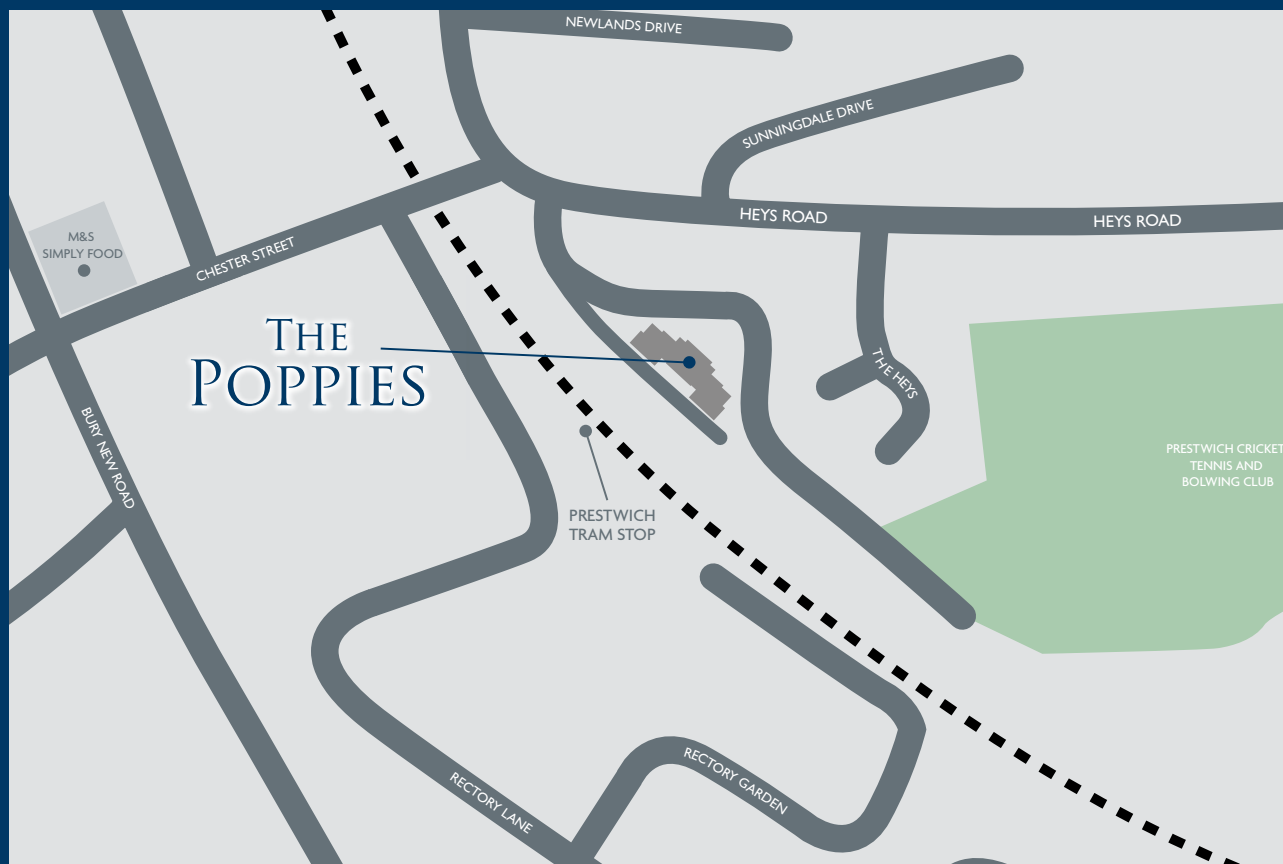 NEWLANDS DRIVE
SUNNINGDALE DRIVE
HEYS ROAD
HEYS ROAD
M&S
SIMPLY FOOD
CHESTER STREET
THE
POPPIES
THE HEYS
BURY NEW ROAD
PRESTWICH CRICKET
TENNIS AND
BOLWING CLUB
PRESTWICH
TRAM STOP
RECTORY GARDEN
RECTORY LANE